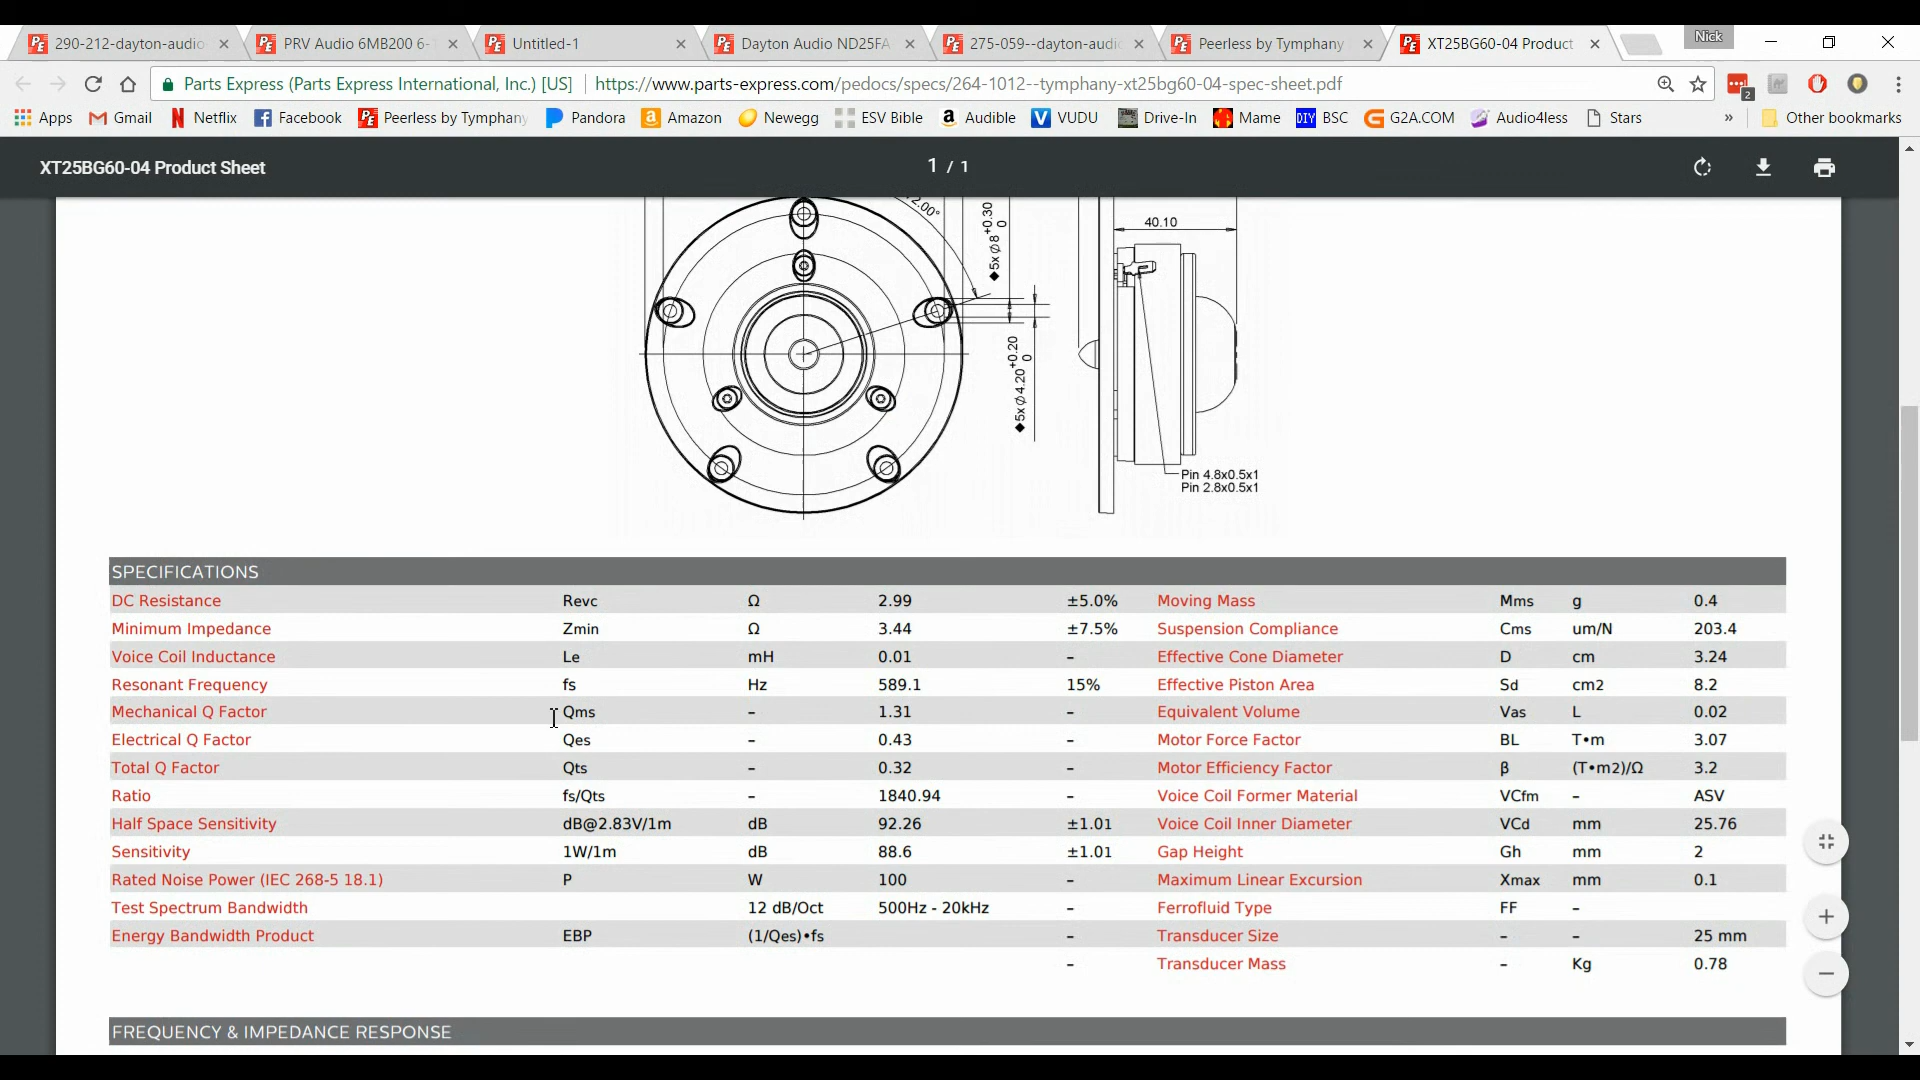 290-212-dayton-audio PRV Audio 6MB200 6- Untitled-1 Dayton Audio ND25FA 275-059--dayton-audio Peerless by Tymphany XT25BG60-04 Product Nick
Parts Express (Parts Express International, Inc.) [US] https://www.parts-express.com/pedocs/specs/264-1012--tymphany-xt25bg60-04-spec-sheet.pdf 2
Apps Gmail Netflix Facebook Peerless by Tymphany Pandora Amazon Newegg ESV Bible Audible VUDU Drive-In Mame DIY BSC G2A.COM Audio4less Stars » Other bookmarks
XT25BG60-04 Product Sheet 1 / 1
2.00°
◆5x ⌀8 +0.30 0
40.10
◆5x ⌀4.20 +0.20 0
Pin 4.8x0.5x1
Pin 2.8x0.5x1
SPECIFICATIONS
DC Resistance Revc Ω 2.99 ±5.0% Moving Mass Mms g 0.4
Minimum Impedance Zmin Ω 3.44 ±7.5% Suspension Compliance Cms um/N 203.4
Voice Coil Inductance Le mH 0.01 – Effective Cone Diameter D cm 3.24
Resonant Frequency fs Hz 589.1 15% Effective Piston Area Sd cm2 8.2
Mechanical Q Factor Qms – 1.31 – Equivalent Volume Vas L 0.02
Electrical Q Factor Qes – 0.43 – Motor Force Factor BL T•m 3.07
Total Q Factor Qts – 0.32 – Motor Efficiency Factor β (T•m2)/Ω 3.2
Ratio fs/Qts – 1840.94 – Voice Coil Former Material VCfm – ASV
Half Space Sensitivity dB@2.83V/1m dB 92.26 ±1.01 Voice Coil Inner Diameter VCd mm 25.76
Sensitivity 1W/1m dB 88.6 ±1.01 Gap Height Gh mm 2
Rated Noise Power (IEC 268-5 18.1) P W 100 – Maximum Linear Excursion Xmax mm 0.1
Test Spectrum Bandwidth 12 dB/Oct 500Hz - 20kHz – Ferrofluid Type FF –
Energy Bandwidth Product EBP (1/Qes)•fs – Transducer Size – – 25 mm
– Transducer Mass – Kg 0.78
FREQUENCY & IMPEDANCE RESPONSE